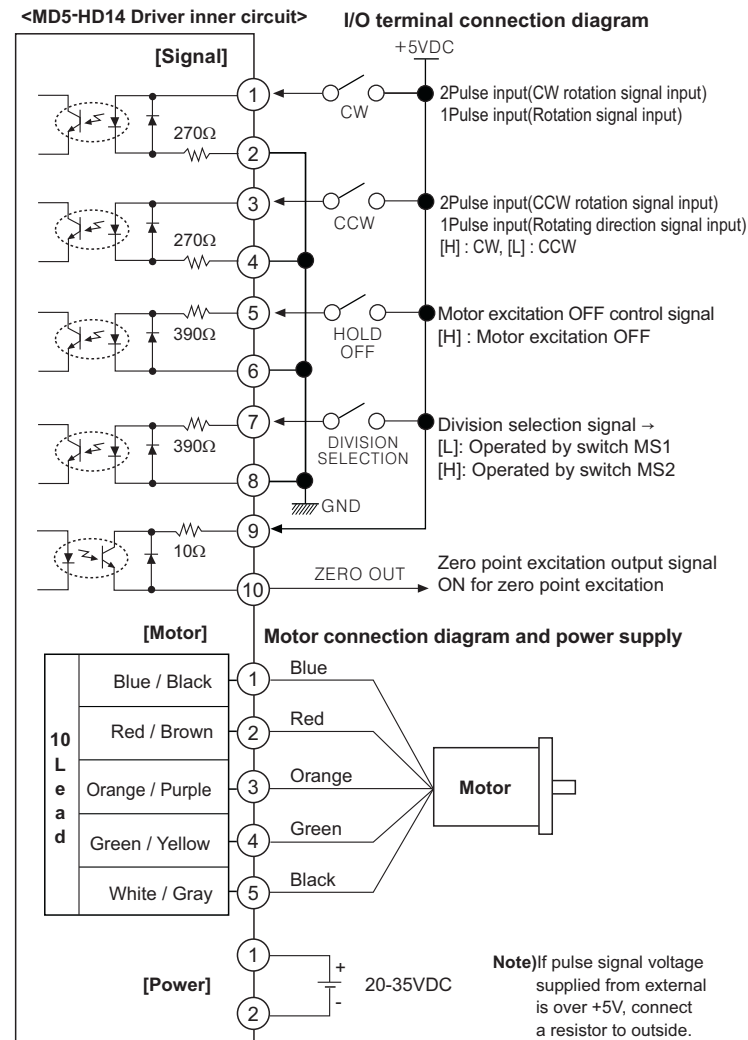 <MD5-HD14 Driver inner circuit>
I/O terminal connection diagram
+5VDC
[Signal]
1
CW
2Pulse input(CW rotation signal input)
1Pulse input(Rotation signal input)
270Ω
2
3
CCW
2Pulse input(CCW rotation signal input)
1Pulse input(Rotating direction signal input)
[H] : CW, [L] : CCW
270Ω
4
5
HOLD
OFF
Motor excitation OFF control signal
[H] : Motor excitation OFF
390Ω
6
7
DIVISION
SELECTION
Division selection signal →
[L]: Operated by switch MS1
[H]: Operated by switch MS2
390Ω
8
GND
9
10Ω
10
ZERO OUT
Zero point excitation output signal
ON for zero point excitation
[Motor]
Motor connection diagram and power supply
10
L
e
a
d
Blue / Black
1
Blue
Red / Brown
2
Red
Orange / Purple
3
Orange
Green / Yellow
4
Green
White / Gray
5
Black
Motor
[Power]
1
2
+
-
20-35VDC
Note)If pulse signal voltage
supplied from external
is over +5V, connect
a resistor to outside.